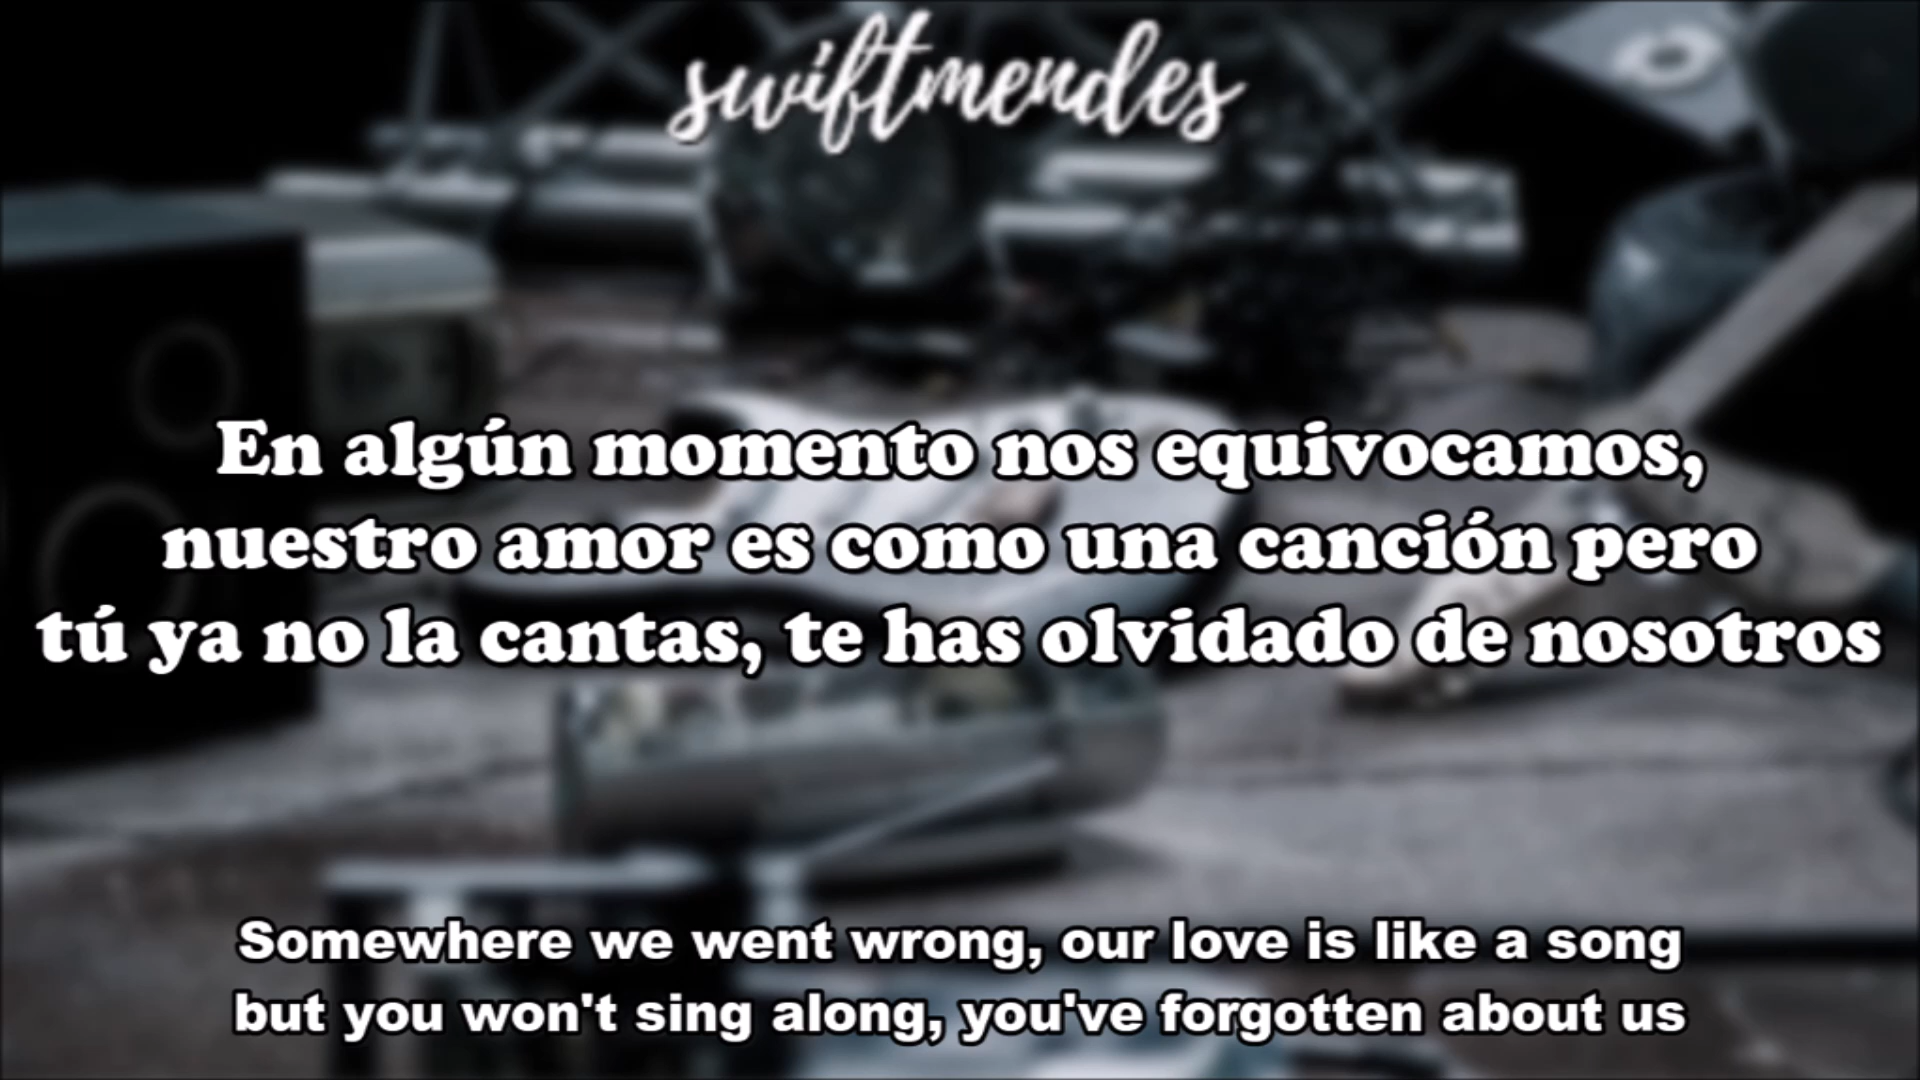 swiftmendes
En algún momento nos equivocamos,
nuestro amor es como una canción pero
tú ya no la cantas, te has olvidado de nosotros
Somewhere we went wrong, our love is like a song
but you won't sing along, you've forgotten about us